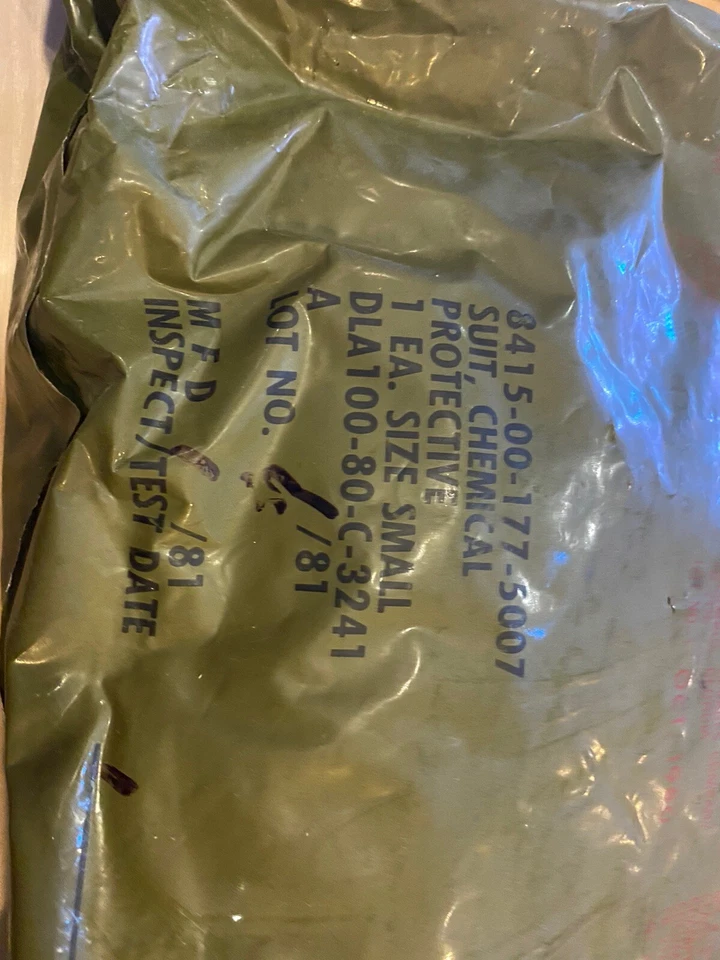 8415-00-177-5007
SUIT, CHEMICAL
PROTECTIVE
1 EA. SIZE SMALL
DLA100-80-C-3241
A
LOT NO. /81
M F D /81
INSPECT/TEST DATE